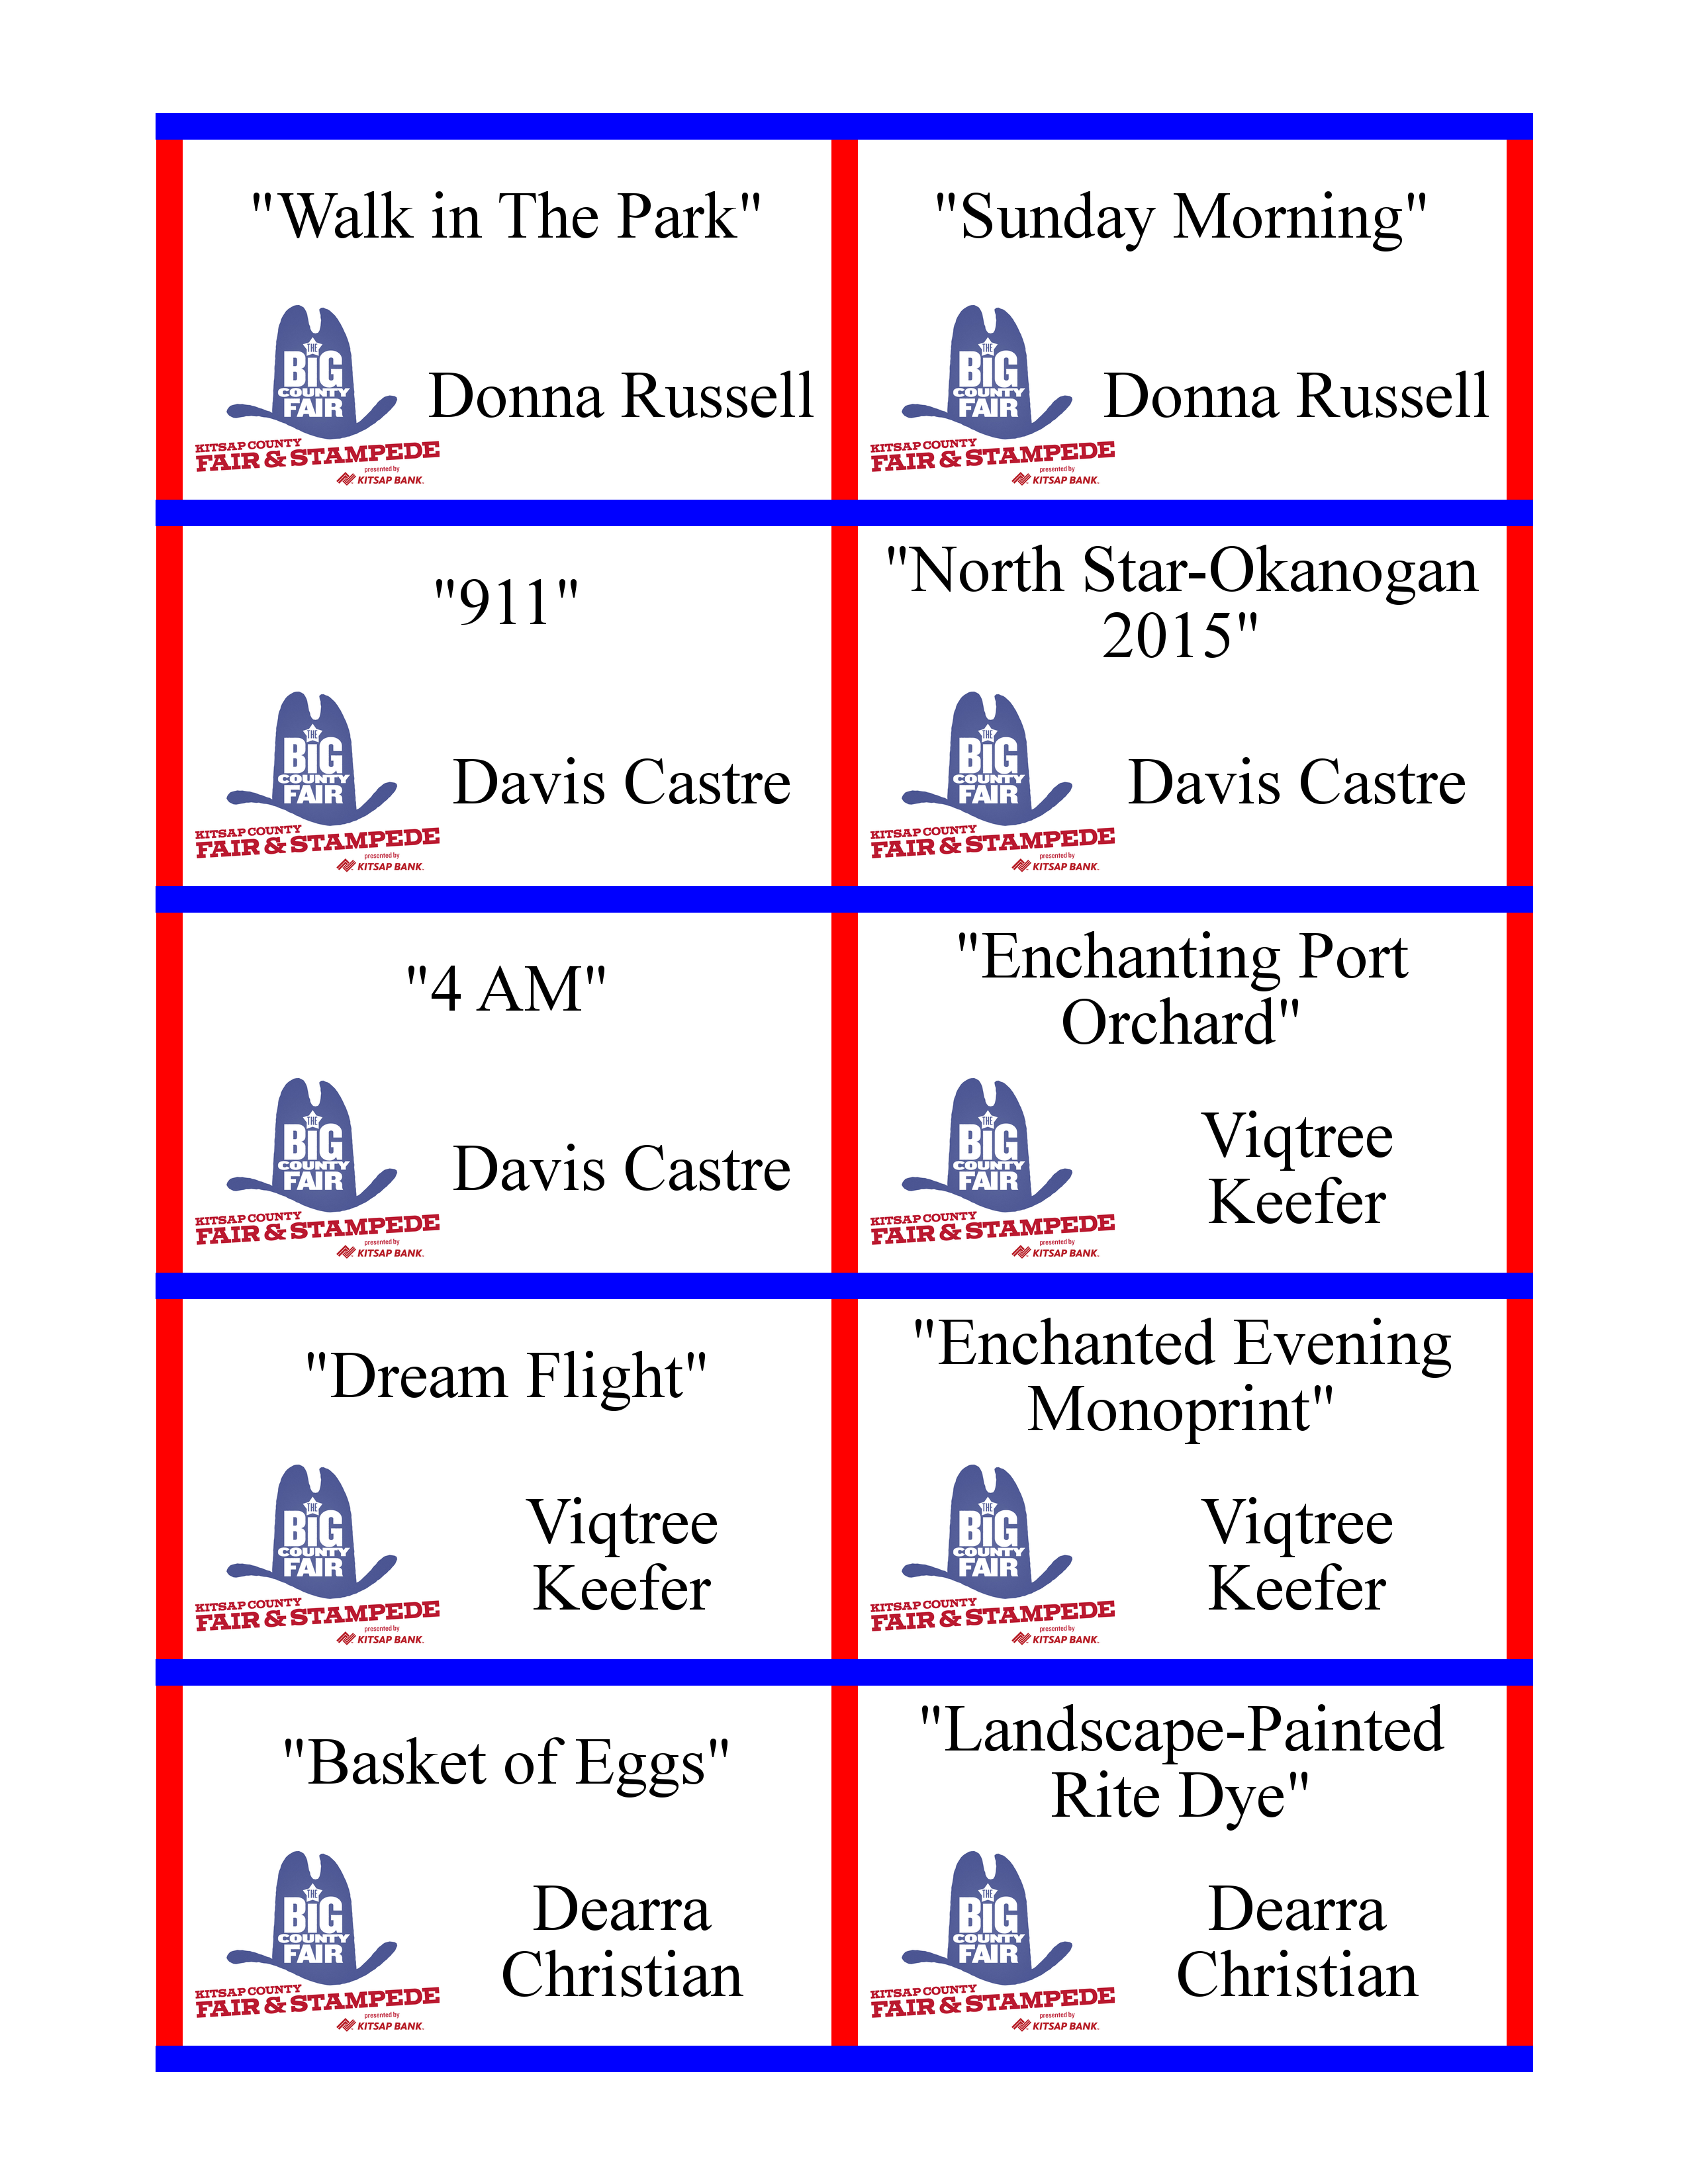 "Walk in The Park"
THE
BIG
COUNTY
FAIR
Donna Russell
KITSAP COUNTY
FAIR & STAMPEDE
presented by
KITSAP BANK.
"Sunday Morning"
THE
BIG
COUNTY
FAIR
Donna Russell
KITSAP COUNTY
FAIR & STAMPEDE
presented by
KITSAP BANK.
"911"
THE
BIG
COUNTY
FAIR
Davis Castre
KITSAP COUNTY
FAIR & STAMPEDE
presented by
KITSAP BANK.
"North Star-Okanogan
2015"
THE
BIG
COUNTY
FAIR
Davis Castre
KITSAP COUNTY
FAIR & STAMPEDE
presented by
KITSAP BANK.
"4 AM"
THE
BIG
COUNTY
FAIR
Davis Castre
KITSAP COUNTY
FAIR & STAMPEDE
presented by
KITSAP BANK.
"Enchanting Port
Orchard"
THE
BIG
COUNTY
FAIR
Viqtree
Keefer
KITSAP COUNTY
FAIR & STAMPEDE
presented by
KITSAP BANK.
"Dream Flight"
THE
BIG
COUNTY
FAIR
Viqtree
Keefer
KITSAP COUNTY
FAIR & STAMPEDE
presented by
KITSAP BANK.
"Enchanted Evening
Monoprint"
THE
BIG
COUNTY
FAIR
Viqtree
Keefer
KITSAP COUNTY
FAIR & STAMPEDE
presented by
KITSAP BANK.
"Basket of Eggs"
THE
BIG
COUNTY
FAIR
Dearra
Christian
KITSAP COUNTY
FAIR & STAMPEDE
presented by
KITSAP BANK.
"Landscape-Painted
Rite Dye"
THE
BIG
COUNTY
FAIR
Dearra
Christian
KITSAP COUNTY
FAIR & STAMPEDE
presented by
KITSAP BANK.